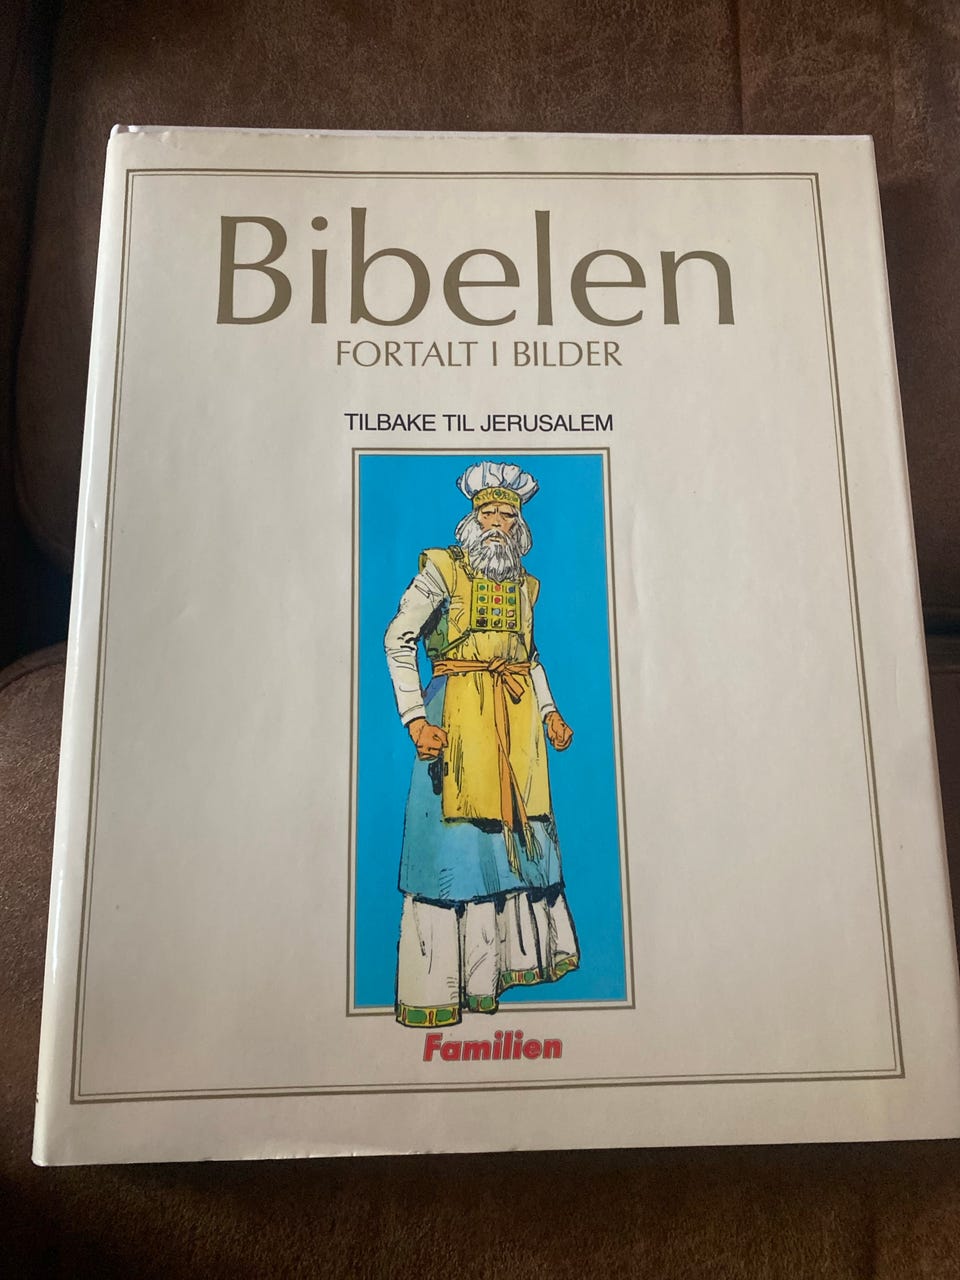 Bibelen
FORTALT I BILDER
TILBAKE TIL JERUSALEM
Familien